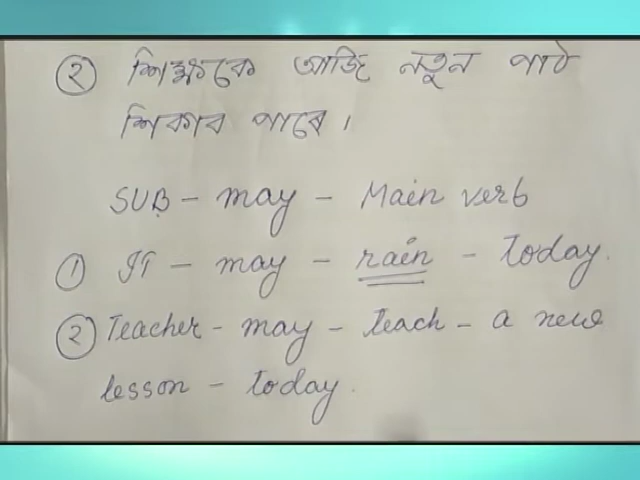 ② শিক্ষকে আজি নতুন পাঠ
শিকাব পাৰে ।
SUB - may - Main verb
① IT - may - rain - today.
② Teacher - may - teach - a new
lesson - today.